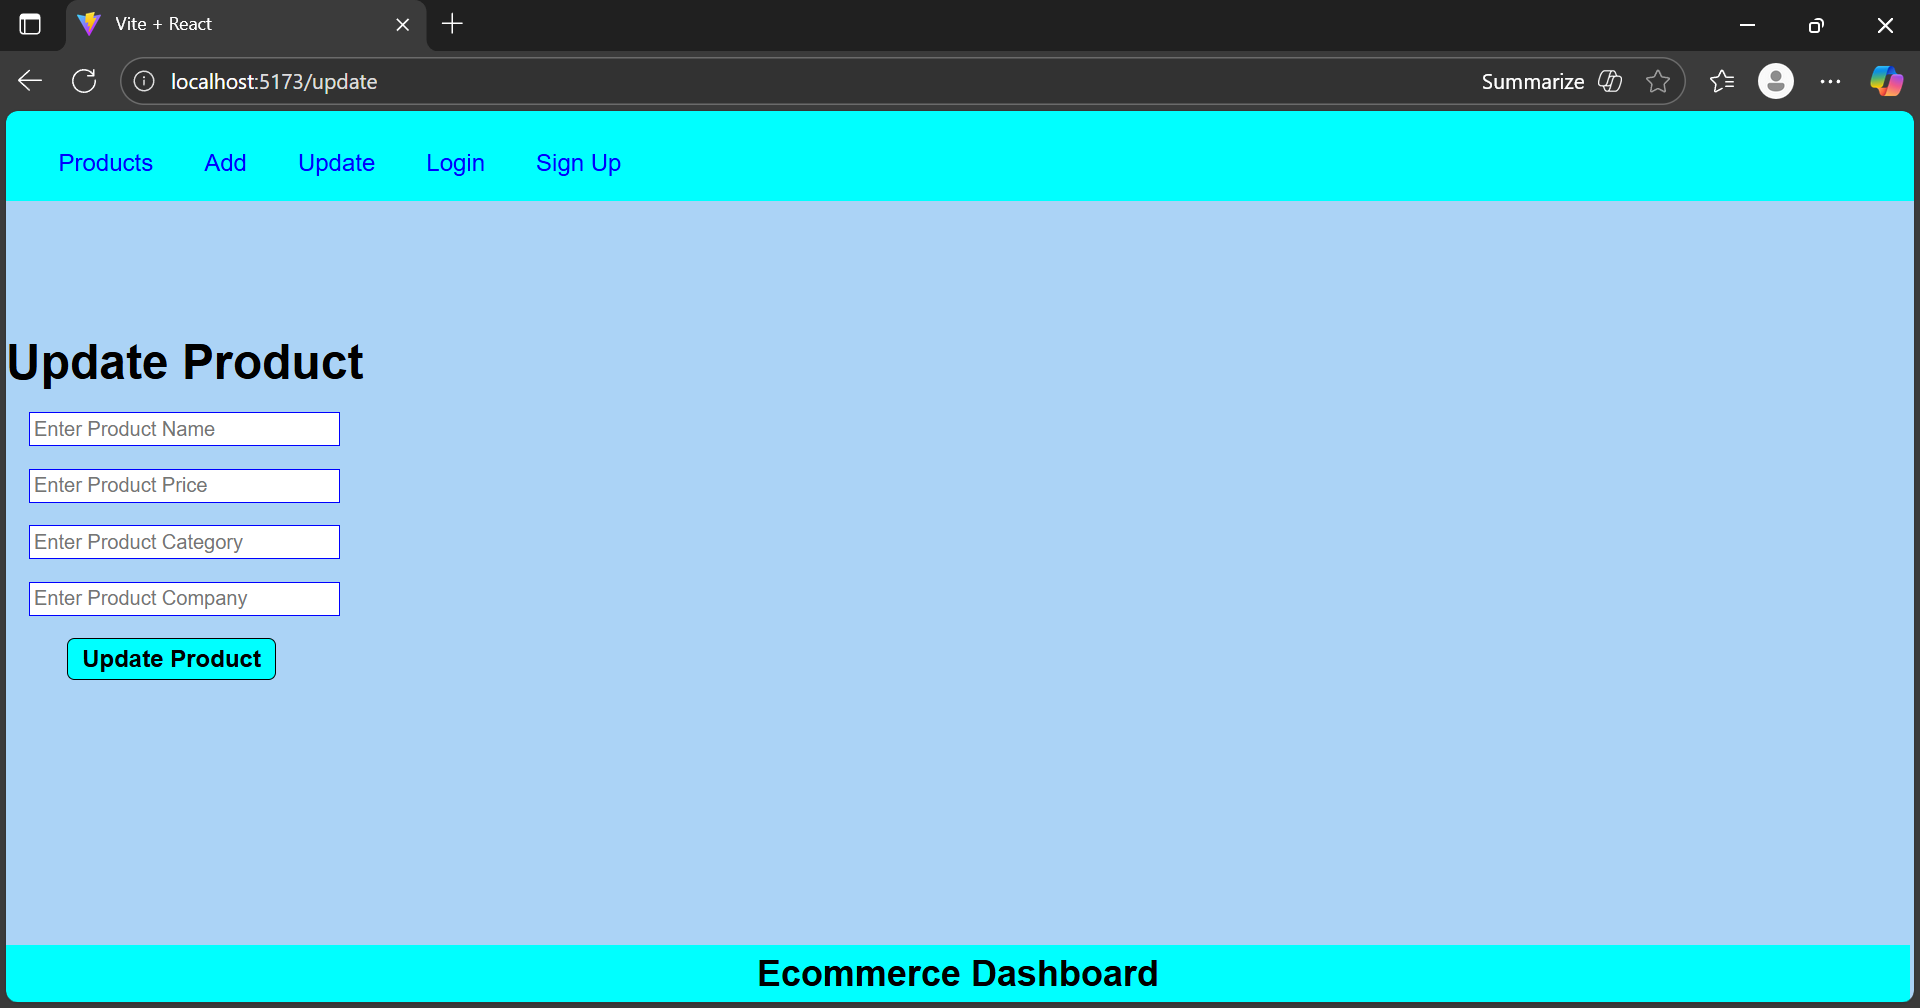 Vite + React
localhost:5173/update
Summarize
Products Add Update Login Sign Up
Update Product
Enter Product Name
Enter Product Price
Enter Product Category
Enter Product Company
Update Product
Ecommerce Dashboard